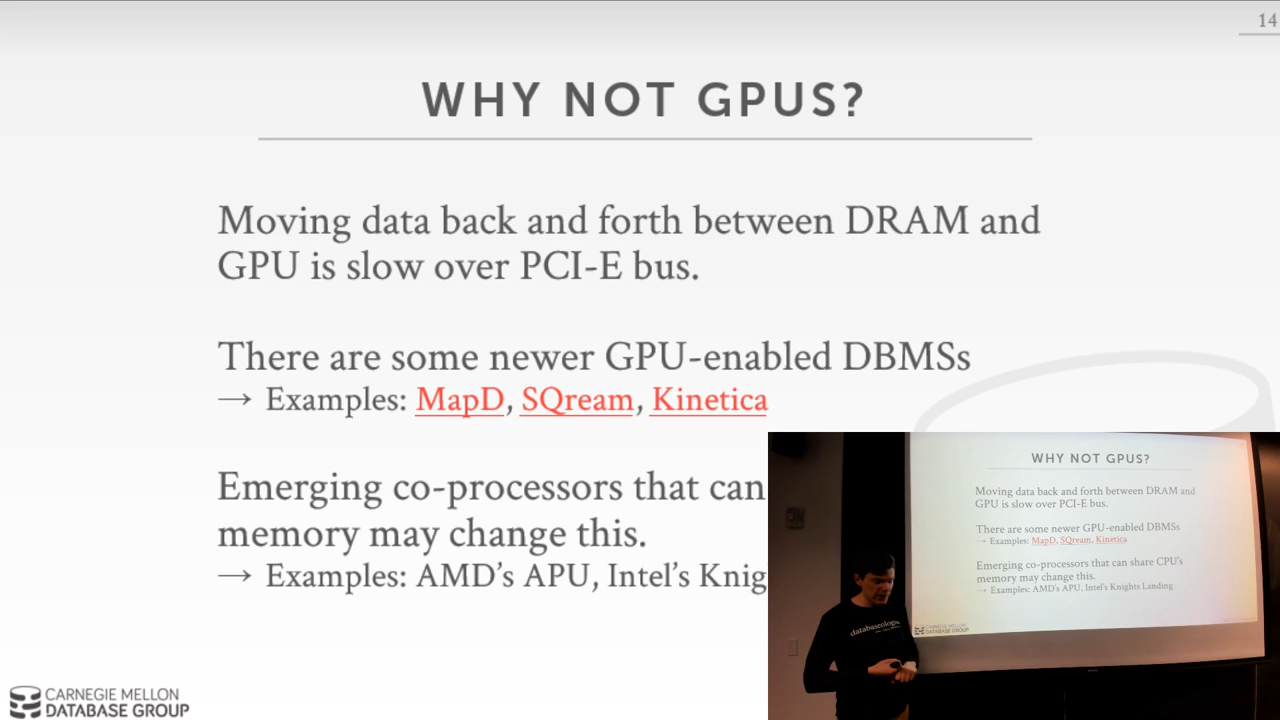 14
WHY NOT GPUS?
Moving data back and forth between DRAM and
GPU is slow over PCI-E bus.
There are some newer GPU-enabled DBMSs
→ Examples: MapD, SQream, Kinetica
Emerging co-processors that can
memory may change this.
→ Examples: AMD's APU, Intel's Knig
CARNEGIE MELLON
DATABASE GROUP
WHY NOT GPUS?
Moving data back and forth between DRAM and
GPU is slow over PCI-E bus.
There are some newer GPU-enabled DBMSs
→ Examples: MapD, SQream, Kinetica
Emerging co-processors that can share CPU's
memory may change this.
→ Examples: AMD's APU, Intel's Knights Landing
CARNEGIE MELLON
DATABASE GROUP